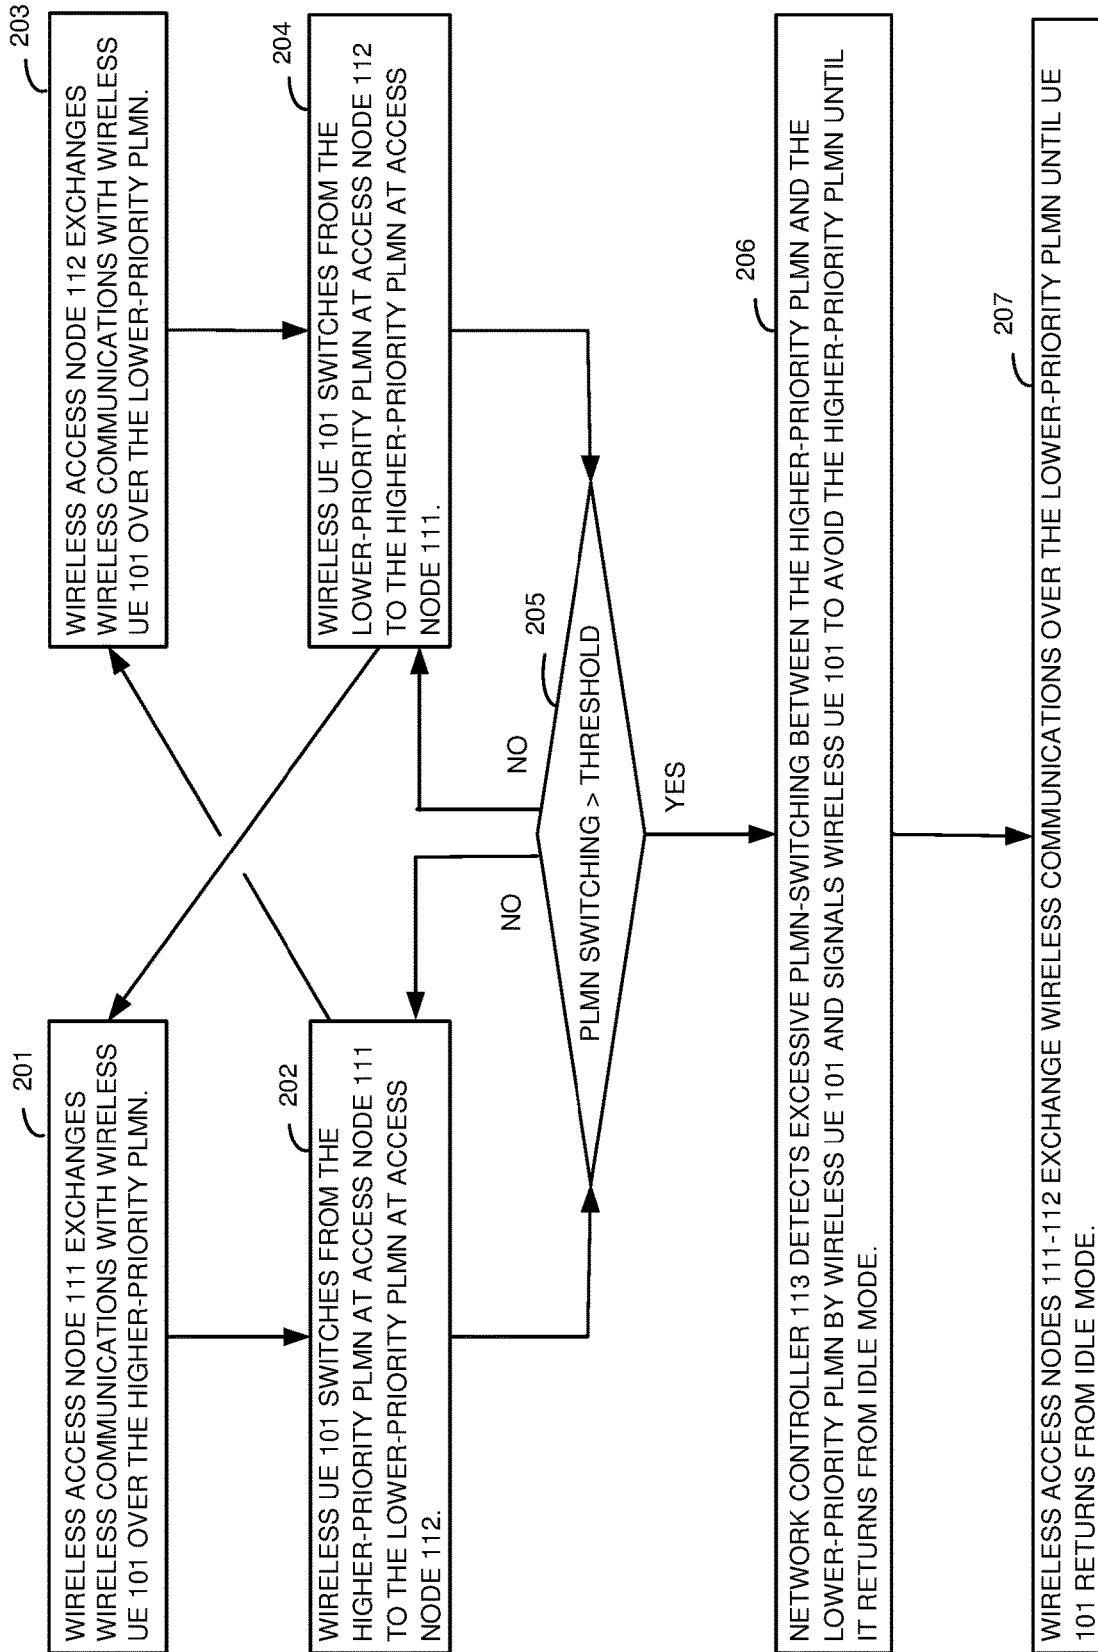 201
WIRELESS ACCESS NODE 111 EXCHANGES
WIRELESS COMMUNICATIONS WITH WIRELESS
UE 101 OVER THE HIGHER-PRIORITY PLMN.
203
WIRELESS ACCESS NODE 112 EXCHANGES
WIRELESS COMMUNICATIONS WITH WIRELESS
UE 101 OVER THE LOWER-PRIORITY PLMN.
202
WIRELESS UE 101 SWITCHES FROM THE
HIGHER-PRIORITY PLMN AT ACCESS NODE 111
TO THE LOWER-PRIORITY PLMN AT ACCESS
NODE 112.
204
WIRELESS UE 101 SWITCHES FROM THE
LOWER-PRIORITY PLMN AT ACCESS NODE 112
TO THE HIGHER-PRIORITY PLMN AT ACCESS
NODE 111.
NO
NO
205
PLMN SWITCHING > THRESHOLD
YES
206
NETWORK CONTROLLER 113 DETECTS EXCESSIVE PLMN-SWITCHING BETWEEN THE HIGHER-PRIORITY PLMN AND THE
LOWER-PRIORITY PLMN BY WIRELESS UE 101 AND SIGNALS WIRELESS UE 101 TO AVOID THE HIGHER-PRIORITY PLMN UNTIL
IT RETURNS FROM IDLE MODE.
207
WIRELESS ACCESS NODES 111-112 EXCHANGE WIRELESS COMMUNICATIONS OVER THE LOWER-PRIORITY PLMN UNTIL UE
101 RETURNS FROM IDLE MODE.